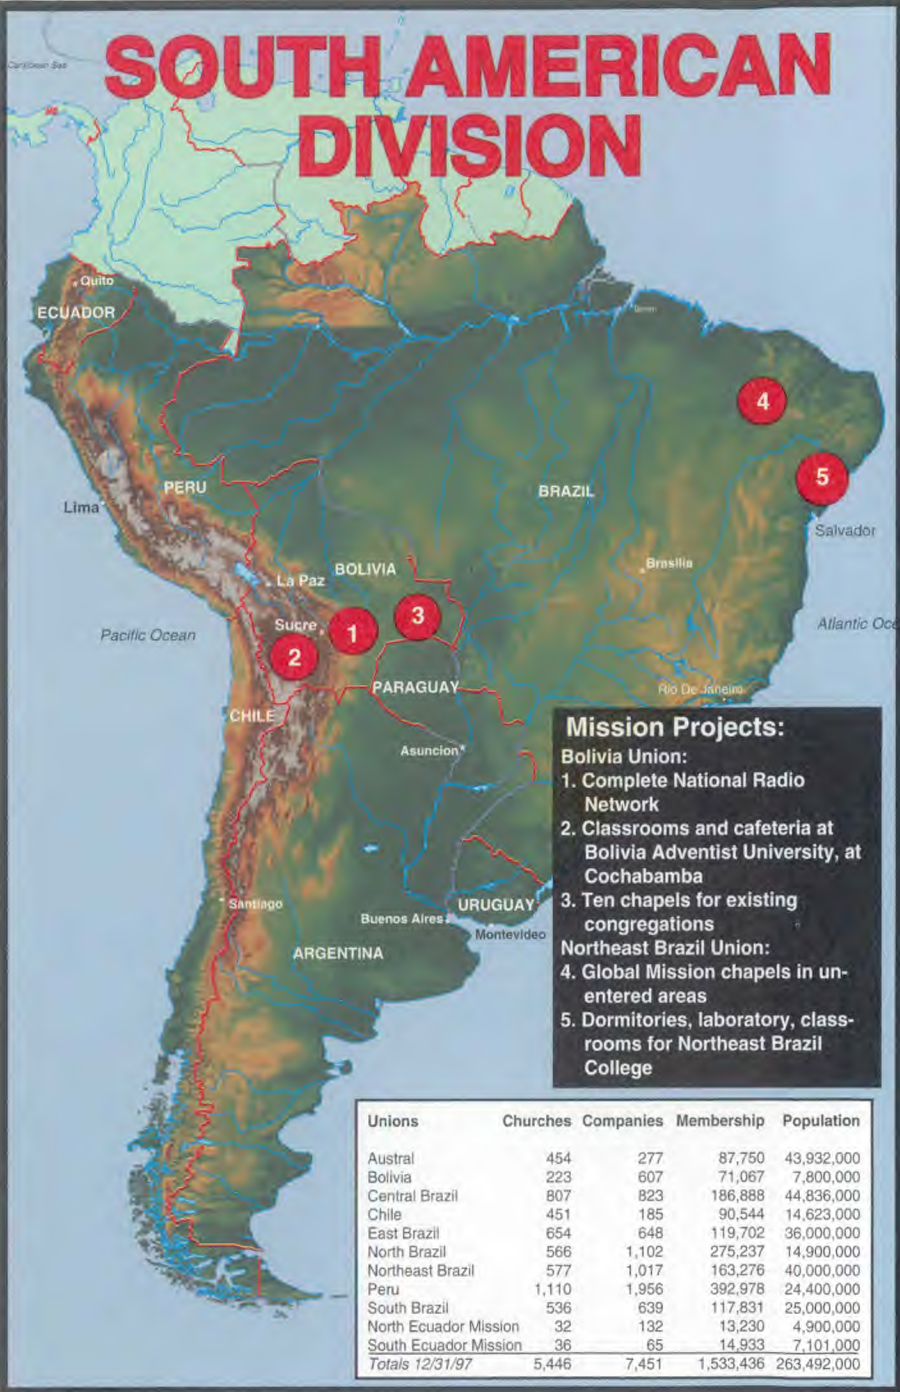 SOUTH AMERICAN
DIVISION
Caribbean Sea
Quito
ECUADOR
4
5
PERU
BRAZIL
Lima
Salvador
BOLIVIA
Brasilia
La Paz
3
Sucre
1
Atlantic Oce
Pacific Ocean
2
PARAGUAY
Rio De Janeiro
CHILE
Asuncion
Santiago
URUGUAY
Buenos Aires
Montevideo
ARGENTINA
Mission Projects:
Bolivia Union:
1. Complete National Radio
Network
2. Classrooms and cafeteria at
Bolivia Adventist University, at
Cochabamba
3. Ten chapels for existing
congregations
Northeast Brazil Union:
4. Global Mission chapels in un-
entered areas
5. Dormitories, laboratory, class-
rooms for Northeast Brazil
College
Unions Churches Companies Membership Population
Austral 454 277 87,750 43,932,000
Bolivia 223 607 71,067 7,800,000
Central Brazil 807 823 186,888 44,836,000
Chile 451 185 90,544 14,623,000
East Brazil 654 648 119,702 36,000,000
North Brazil 566 1,102 275,237 14,900,000
Northeast Brazil 577 1,017 163,276 40,000,000
Peru 1,110 1,956 392,978 24,400,000
South Brazil 536 639 117,831 25,000,000
North Ecuador Mission 32 132 13,230 4,900,000
South Ecuador Mission 36 65 14,933 7,101,000
Totals 12/31/97 5,446 7,451 1,533,436 263,492,000